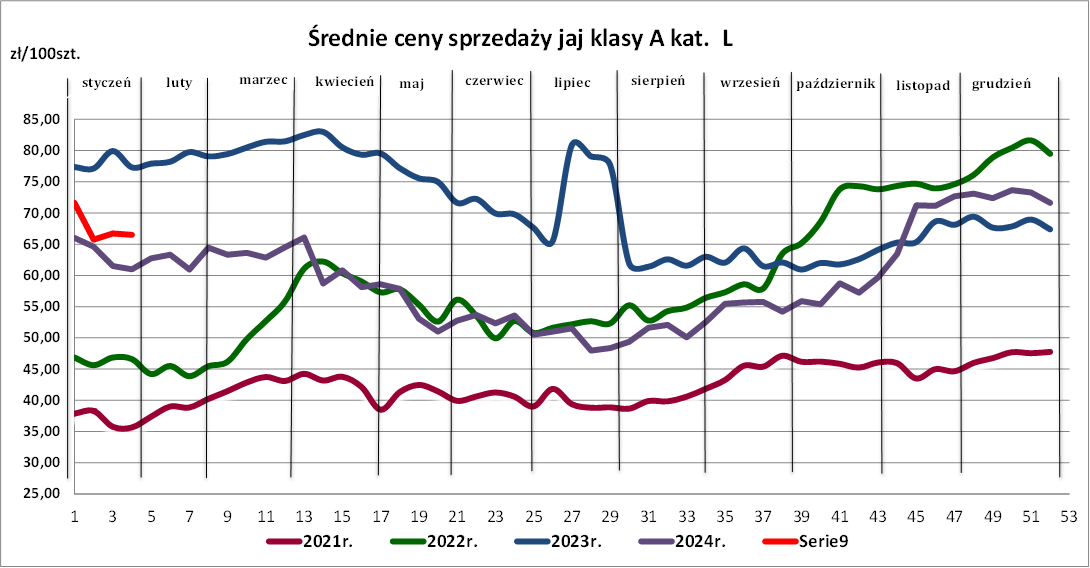 Średnie ceny sprzedaży jaj klasy A kat. L
zł/100szt.
styczeń luty marzec kwiecień maj czerwiec lipiec sierpień wrzesień październik listopad grudzień
85,00
80,00
75,00
70,00
65,00
60,00
55,00
50,00
45,00
40,00
35,00
30,00
25,00
1 3 5 7 9 11 13 15 17 19 21 23 25 27 29 31 33 35 37 39 41 43 45 47 49 51 53
2021r. 2022r. 2023r. 2024r. Serie9